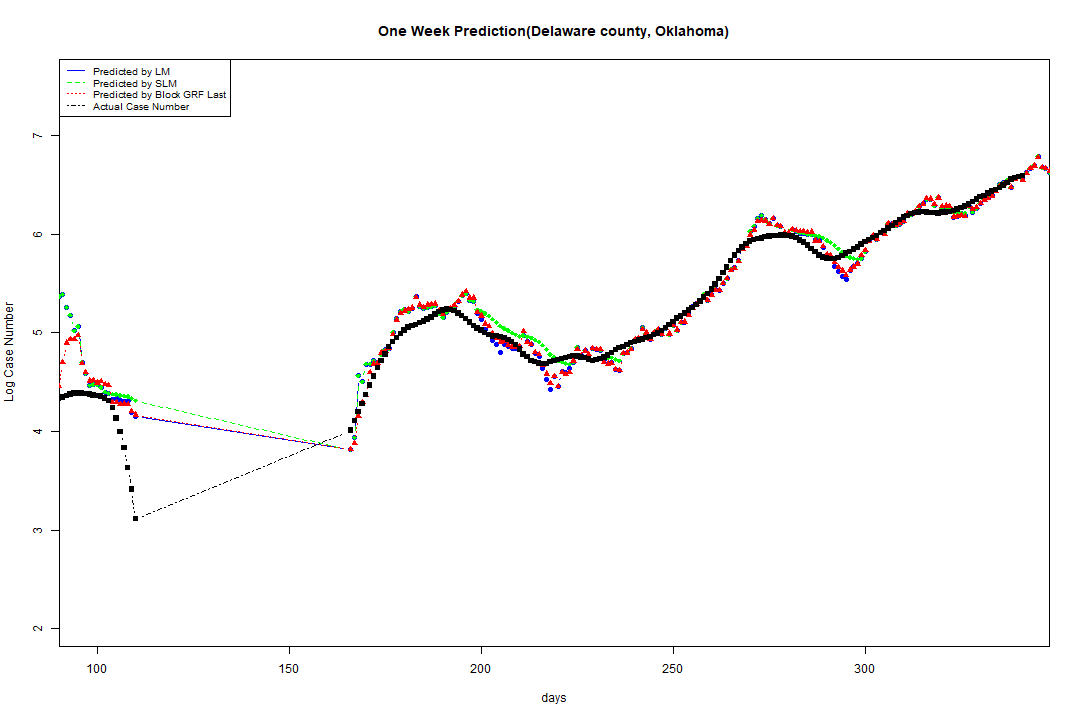 One Week Prediction(Delaware county, Oklahoma)
Predicted by LM
Predicted by SLM
Predicted by Block GRF Last
Actual Case Number
7
6
5
4
3
2
Log Case Number
100 150 200 250 300
days